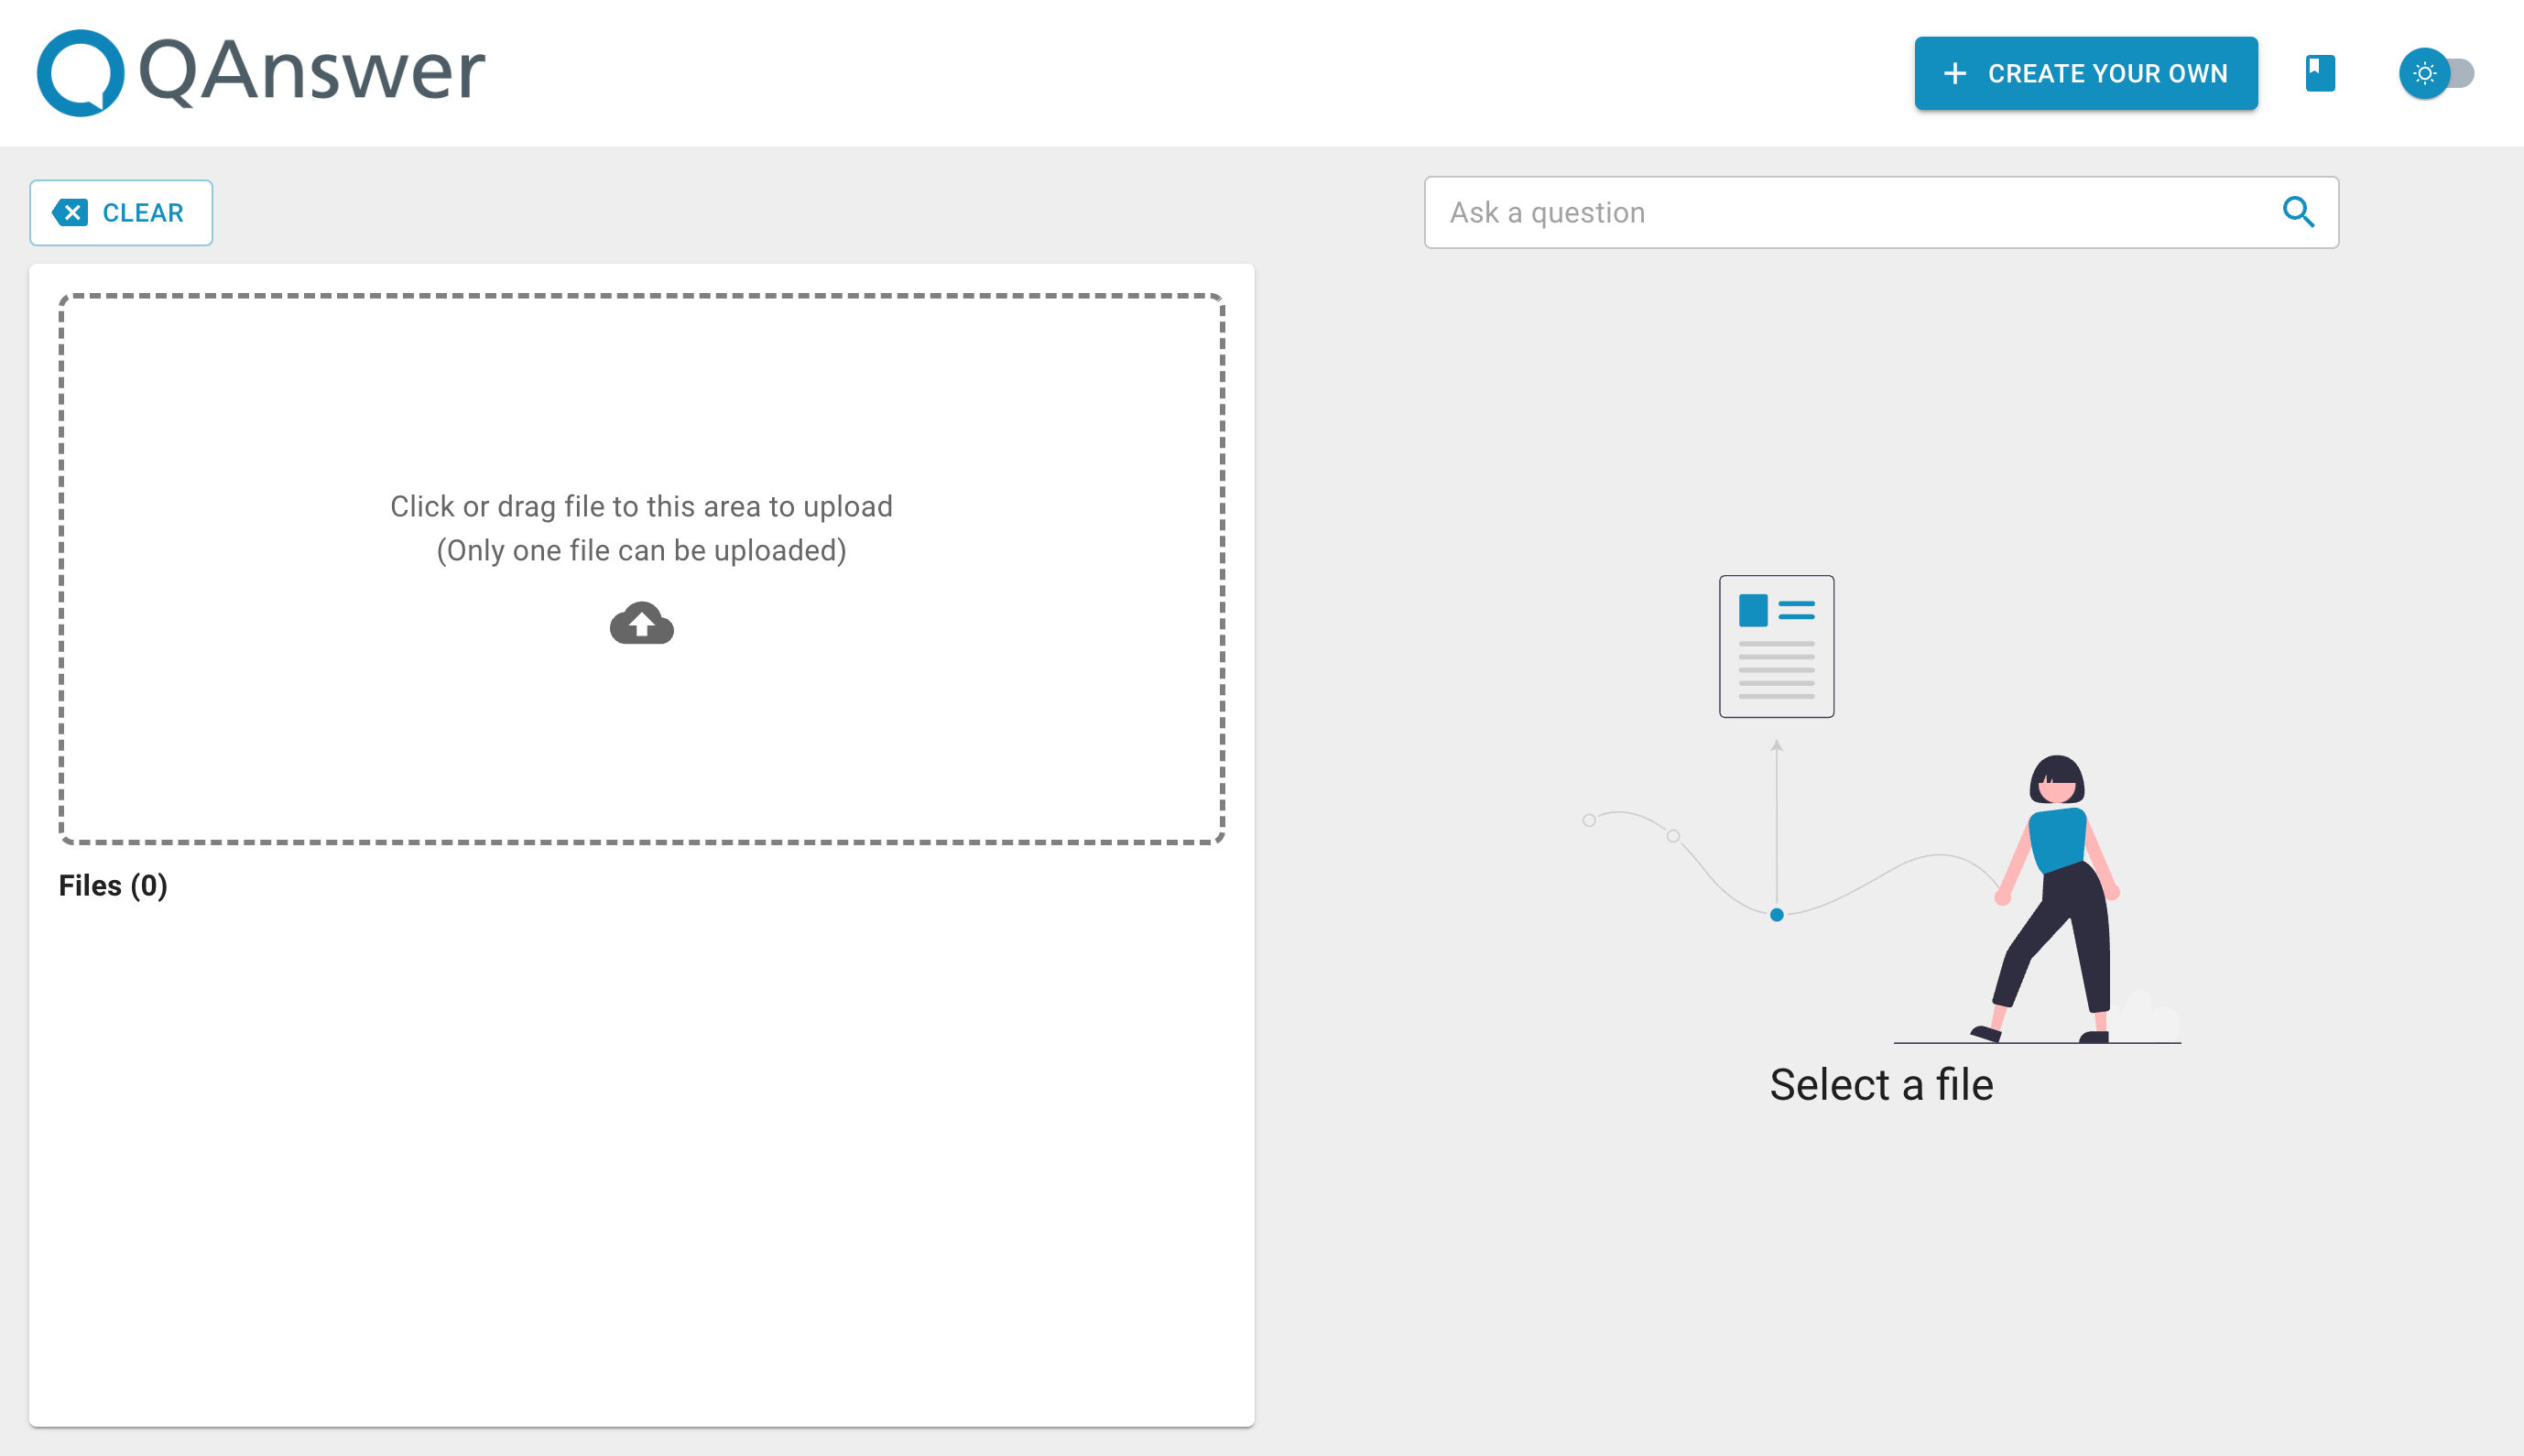 QAnswer
CREATE YOUR OWN
CLEAR
Ask a question
Click or drag file to this area to upload
(Only one file can be uploaded)
Files (0)
Select a file